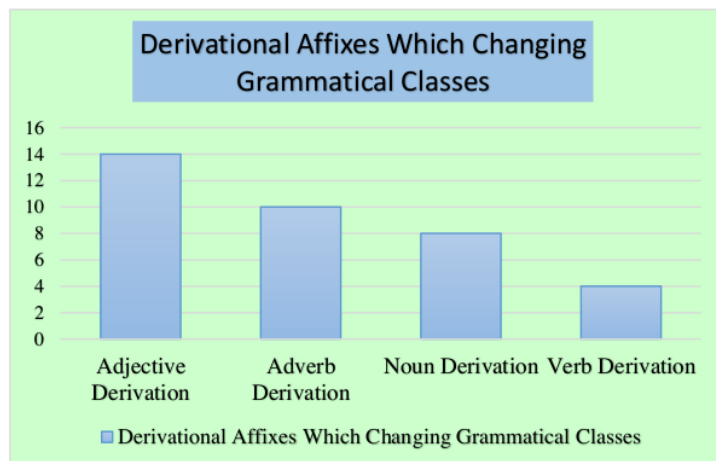 Derivational Affixes Which Changing
Grammatical Classes
16
14
12
10
8
6
4
2
0
Adjective
Derivation
Adverb
Derivation
Noun Derivation
Verb Derivation
Derivational Affixes Which Changing Grammatical Classes